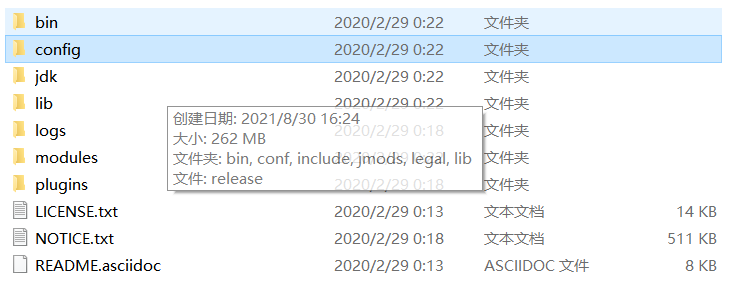 bin 2020/2/29 0:22 文件夹
config 2020/2/29 0:22 文件夹
jdk 2020/2/29 0:22 文件夹
lib 2020/2/29 0:22 文件夹
创建日期: 2021/8/30 16:24
logs 2020/2/29 0:18 文件夹
大小: 262 MB
modules 文件夹
文件夹: bin, conf, include, jmods, legal, lib
plugins 2020/2/29 0:18 文件夹
文件: release
LICENSE.txt 2020/2/29 0:13 文本文档 14 KB
NOTICE.txt 2020/2/29 0:18 文本文档 511 KB
README.asciidoc 2020/2/29 0:13 ASCIIDOC 文件 8 KB